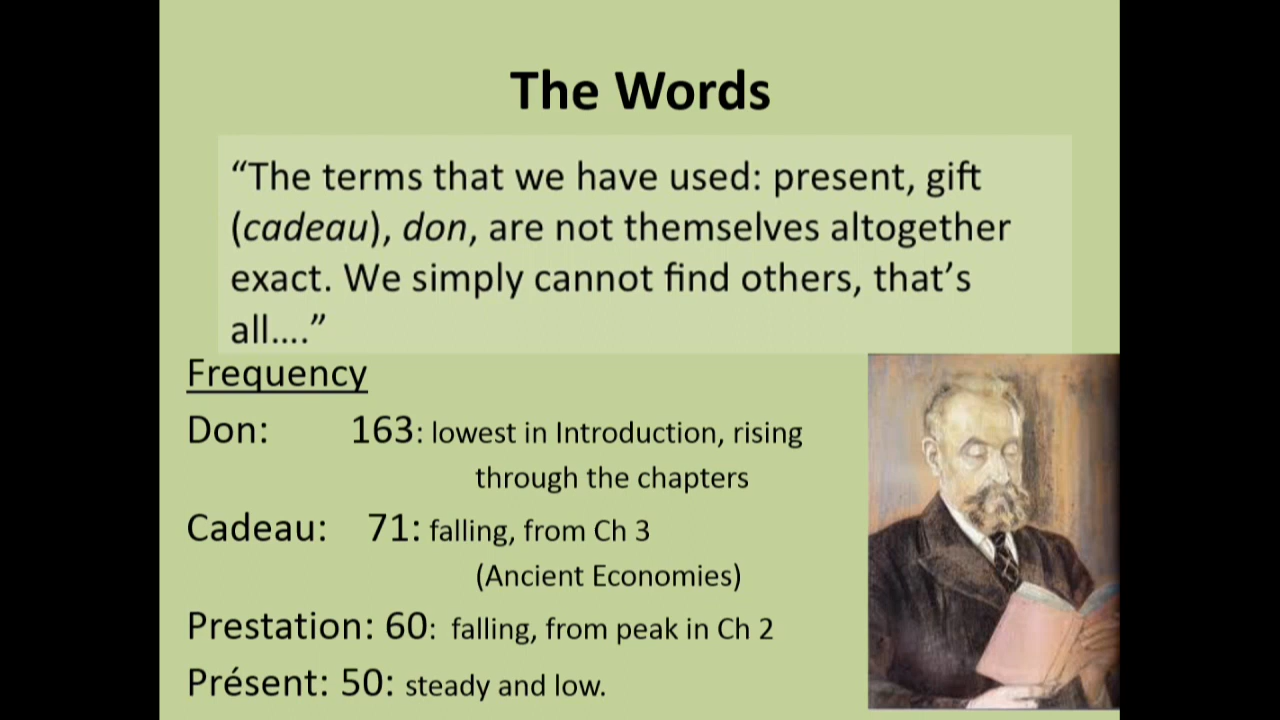 The Words
“The terms that we have used: present, gift
(cadeau), don, are not themselves altogether
exact. We simply cannot find others, that’s
all....”
Frequency
Don: 163: lowest in Introduction, rising
through the chapters
Cadeau: 71: falling, from Ch 3
(Ancient Economies)
Prestation: 60: falling, from peak in Ch 2
Présent: 50: steady and low.